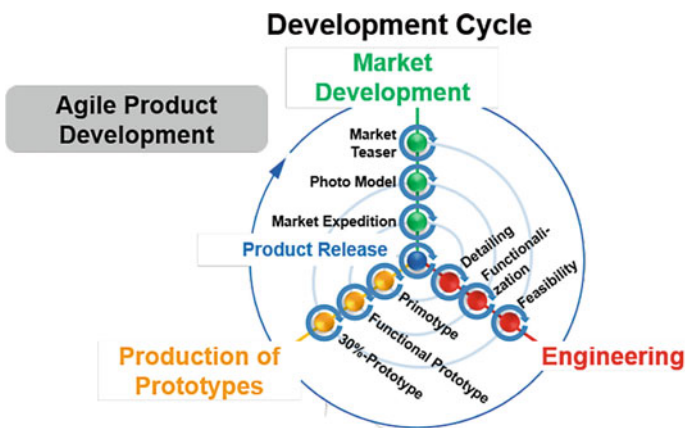 Development Cycle
Market
Development
Agile Product
Development
Market
Teaser
Photo Model
Market Expedition
Product Release
Detailing
Functionali-
zation
Feasibility
Primotype
Functional Prototype
30%-Prototype
Production of
Prototypes
Engineering